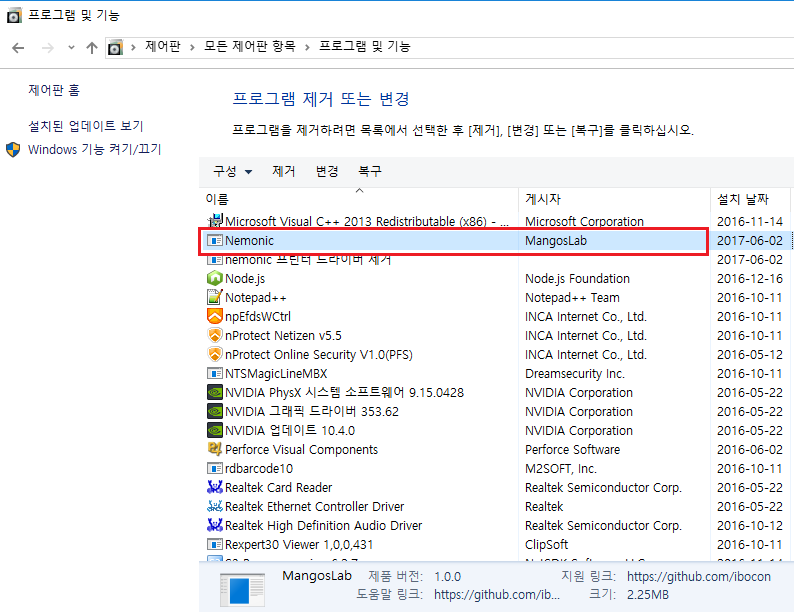 프로그램 및 기능
제어판 › 모든 제어판 항목 › 프로그램 및 기능
제어판 홈
설치된 업데이트 보기
Windows 기능 켜기/끄기
프로그램 제거 또는 변경
프로그램을 제거하려면 목록에서 선택한 후 [제거], [변경] 또는 [복구]를 클릭하십시오.
구성 제거 변경 복구
이름 게시자 설치 날짜
Microsoft Visual C++ 2013 Redistributable (x86) - ... Microsoft Corporation 2016-11-14
Nemonic MangosLab 2017-06-02
nemonic 프린터 드라이버 제거 2017-06-02
Node.js Node.js Foundation 2016-12-16
Notepad++ Notepad++ Team 2016-10-11
npEfdsWCtrl INCA Internet Co., Ltd. 2016-10-11
nProtect Netizen v5.5 INCA Internet Co., Ltd. 2016-10-11
nProtect Online Security V1.0(PFS) INCA Internet Co., Ltd. 2016-05-12
NTSMagicLineMBX Dreamsecurity Inc. 2016-10-11
NVIDIA PhysX 시스템 소프트웨어 9.15.0428 NVIDIA Corporation 2016-05-22
NVIDIA 그래픽 드라이버 353.62 NVIDIA Corporation 2016-05-22
NVIDIA 업데이트 10.4.0 NVIDIA Corporation 2016-05-22
Perforce Visual Components Perforce Software 2016-06-02
rdbarcode10 M2SOFT, Inc. 2016-10-11
Realtek Card Reader Realtek Semiconductor Corp. 2016-05-22
Realtek Ethernet Controller Driver Realtek 2016-05-22
Realtek High Definition Audio Driver Realtek Semiconductor Corp. 2016-10-12
Rexpert30 Viewer 1,0,0,431 ClipSoft 2016-10-11
MangosLab 제품 버전: 1.0.0 지원 링크: https://github.com/ibocon
도움말 링크: https://github.com/ib... 크기: 2.25MB